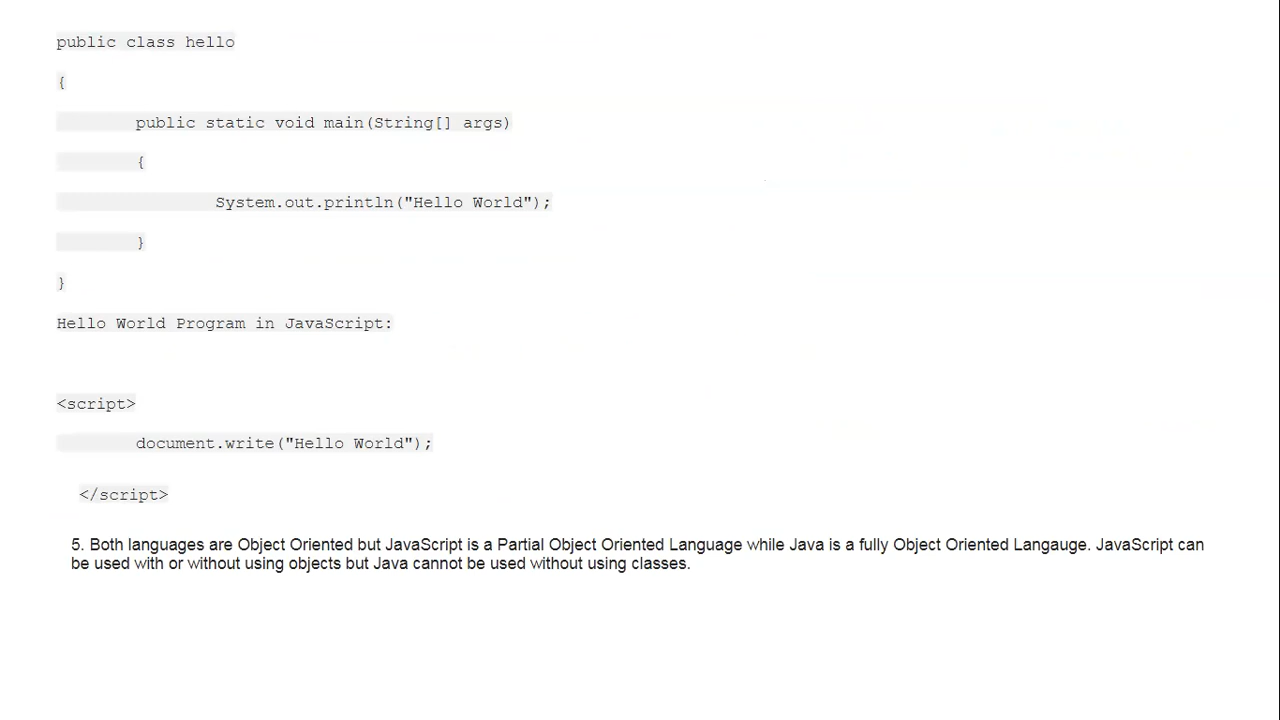 public class hello
{
public static void main(String[] args)
{
System.out.println("Hello World");
}
}
Hello World Program in JavaScript:
<script>
document.write("Hello World");
</script>
5. Both languages are Object Oriented but JavaScript is a Partial Object Oriented Language while Java is a fully Object Oriented Langauge. JavaScript can
be used with or without using objects but Java cannot be used without using classes.